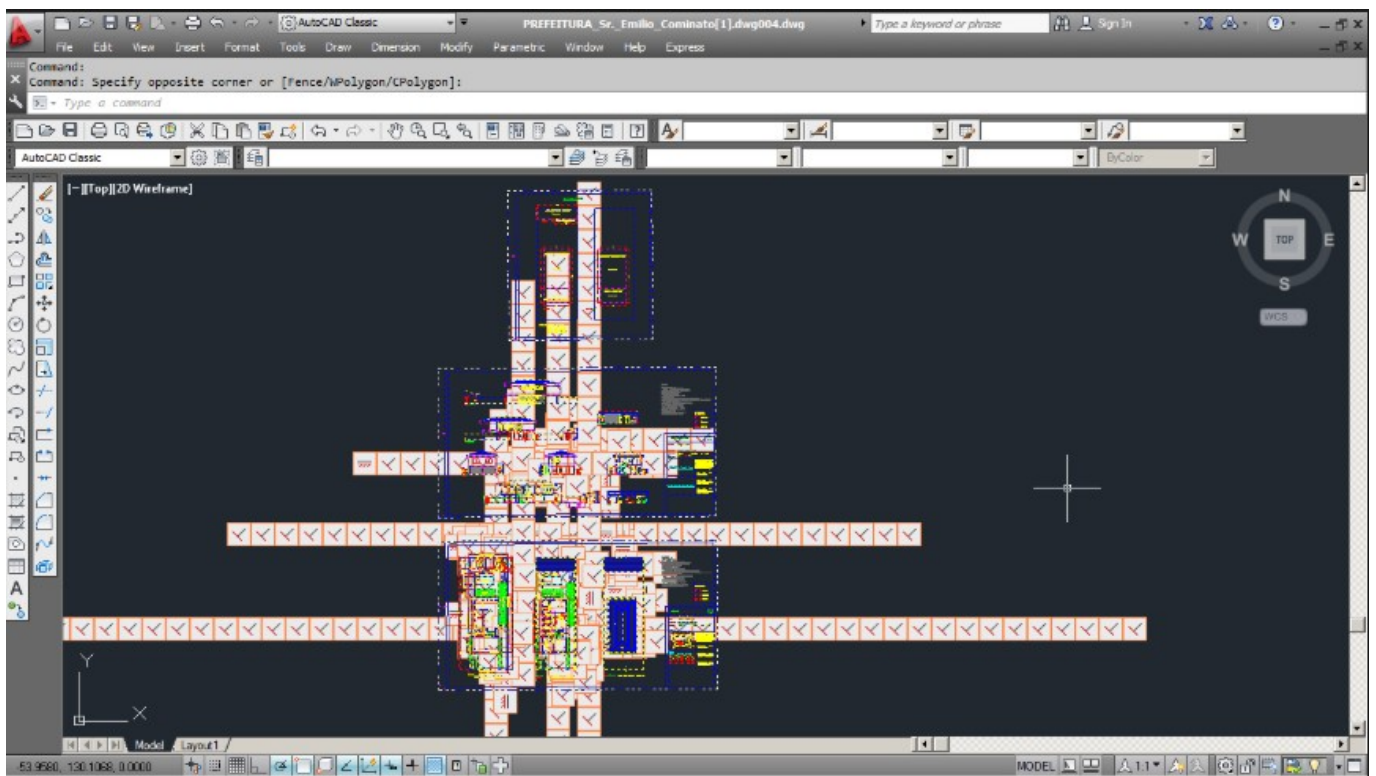 AutoCAD Classic
PREFEITURA_Sr._Emilio_Cominato[1].dwg004.dwg
Type a keyword or phrase
Sign In
File Edit View Insert Format Tools Draw Dimension Modify Parametric Window Help Express
Command:
Command: Specify opposite corner or [Fence/WPolygon/CPolygon]:
Type a command
AutoCAD Classic
ByColor
[-][Top][2D Wireframe]
N
W TOP E
S
WCS
Y
X
Model Layout1
-53.9580, 130.1068, 0.0000
MODEL
1:1